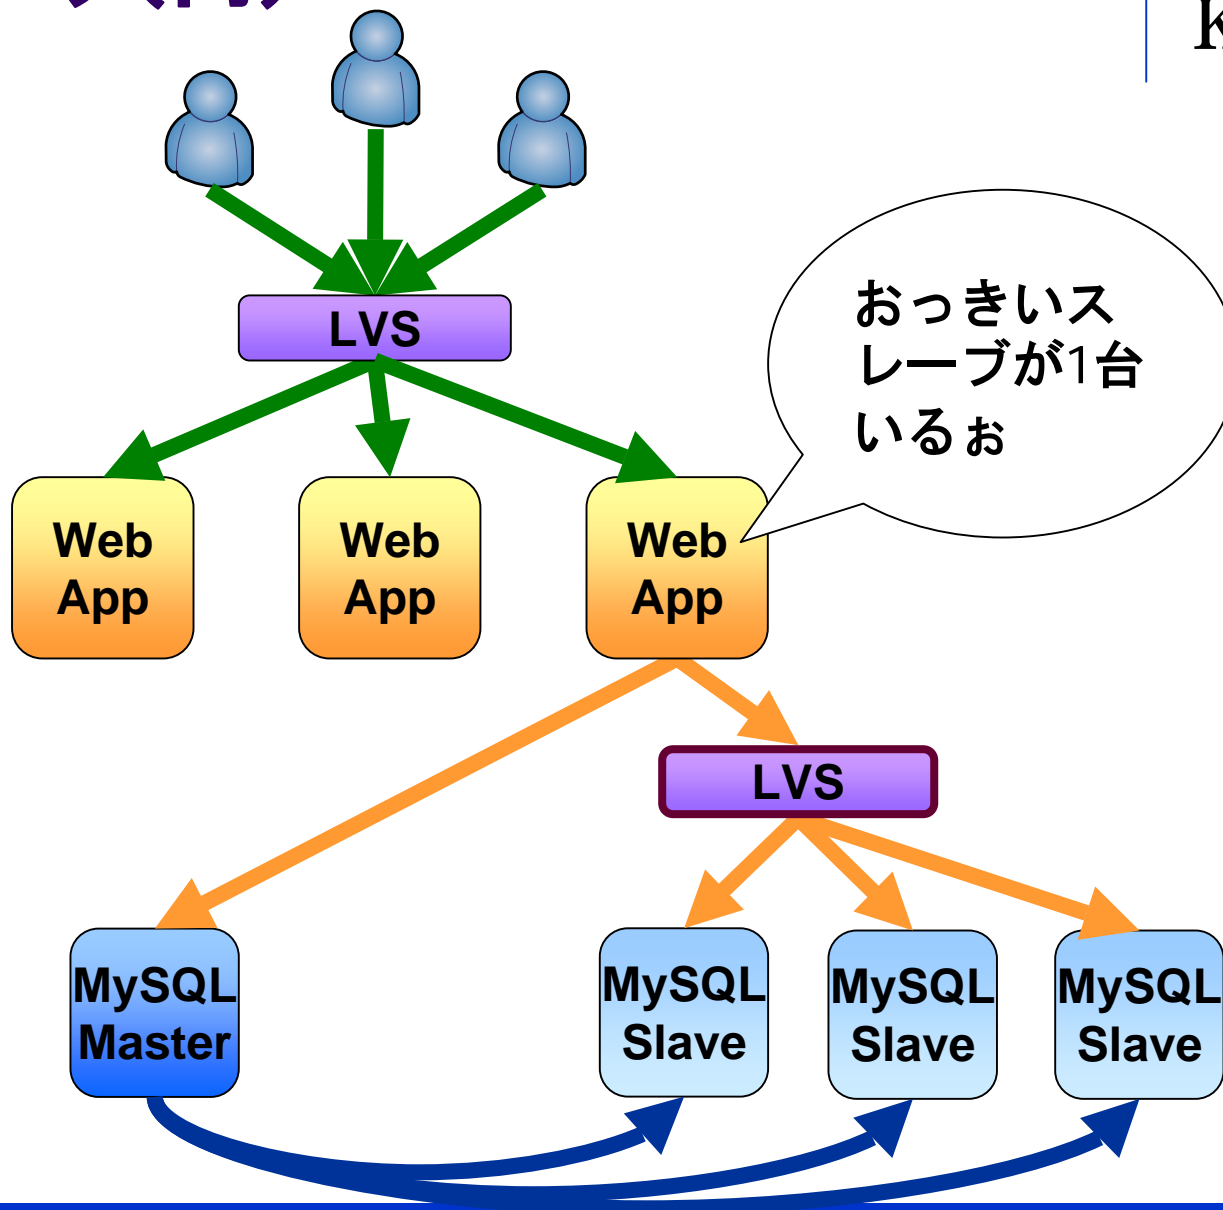 LVS
おっきいス
レーブが1台
いるぉ
Web
App
Web
App
Web
App
LVS
MySQL
Master
MySQL
Slave
MySQL
Slave
MySQL
Slave